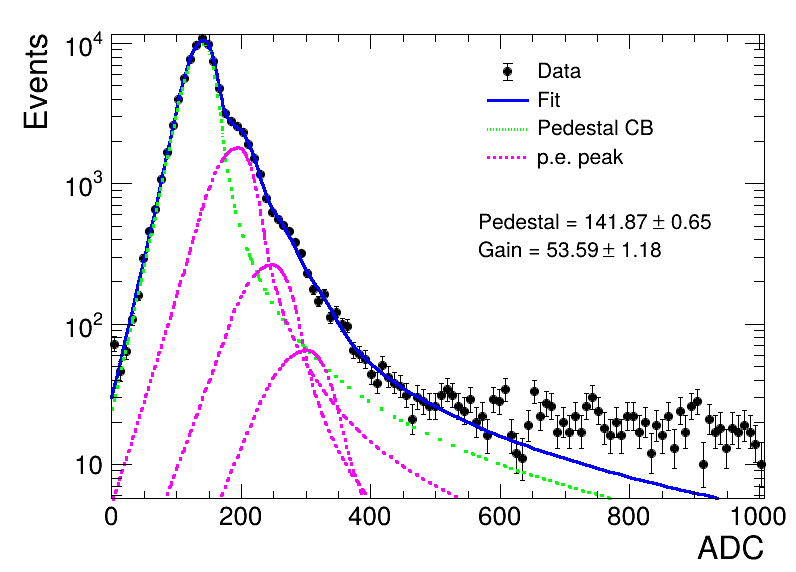 Events
10⁴
10³
10²
10
0 200 400 600 800 1000
ADC
Data
Fit
Pedestal CB
p.e. peak
Pedestal = 141.87 ± 0.65
Gain = 53.59 ± 1.18